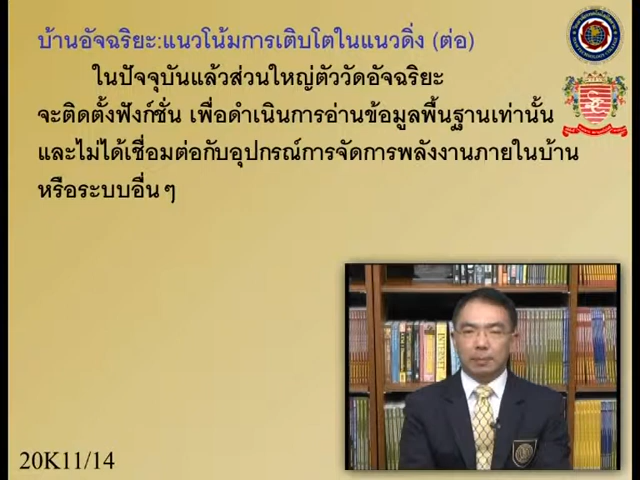 บ้านอัจฉริยะ:แนวโน้มการเติบโตในแนวดิ่ง (ต่อ)
ในปัจจุบันแล้วส่วนใหญ่ตัววัดอัจฉริยะ
จะติดตั้งฟังก์ชั่น เพื่อดำเนินการอ่านข้อมูลพื้นฐานเท่านั้น
และไม่ได้เชื่อมต่อกับอุปกรณ์การจัดการพลังงานภายในบ้าน
หรือระบบอื่นๆ
INTERNET
20K11/14